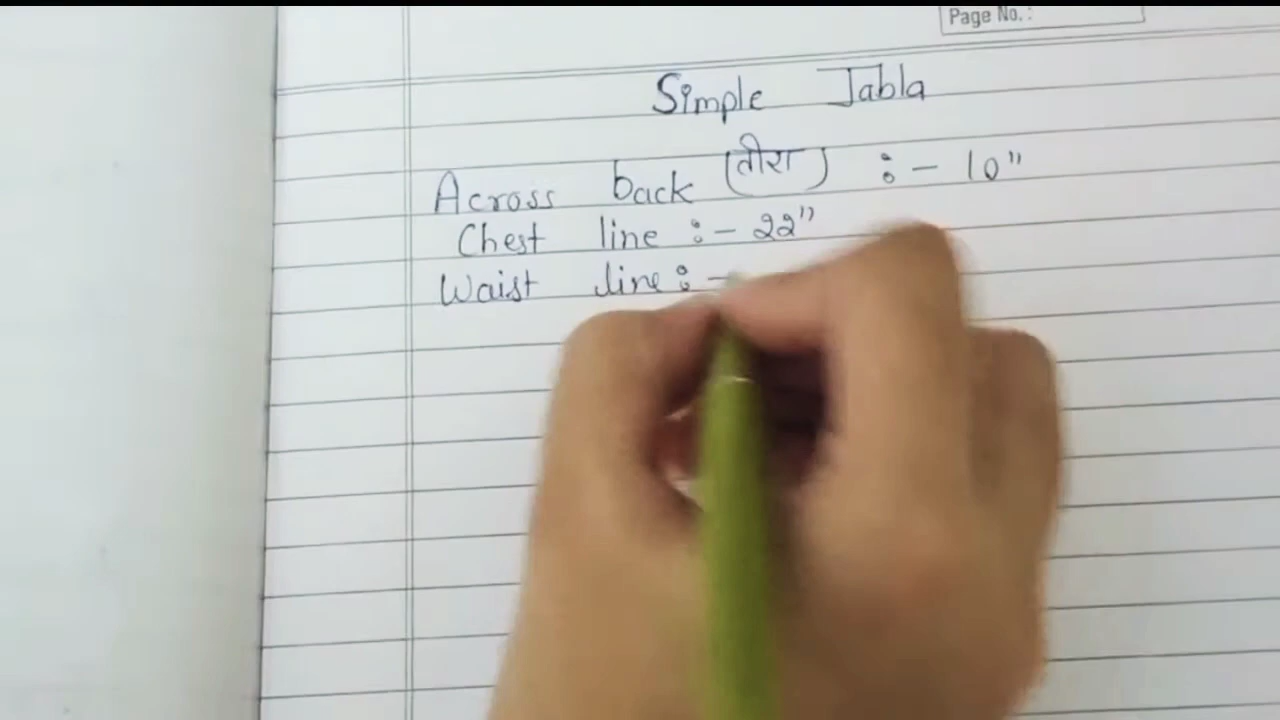 Page No. :
Simple Jabla
Across back (तीरा) :- 10"
Chest line :- 22"
Waist line :-